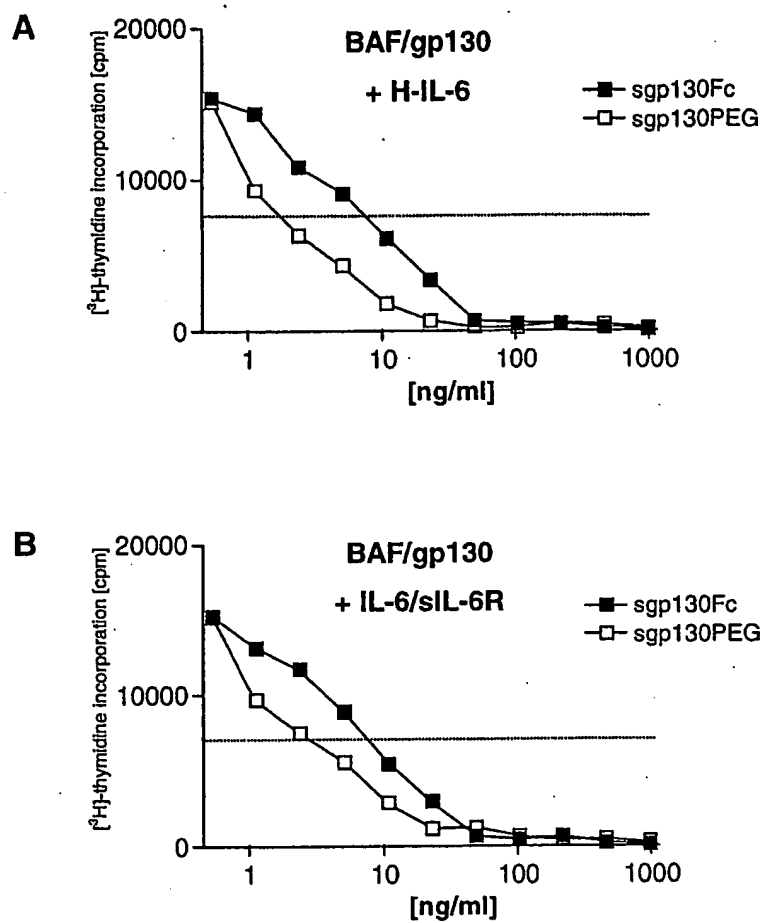 A
BAF/gp130
+ H-IL-6
sgp130Fc
sgp130PEG
[³H]-thymidine incorporation [cpm]
20000
10000
0
1
10
100
1000
[ng/ml]
B
BAF/gp130
+ IL-6/sIL-6R
sgp130Fc
sgp130PEG
[³H]-thymidine incorporation [cpm]
20000
10000
0
1
10
100
1000
[ng/ml]